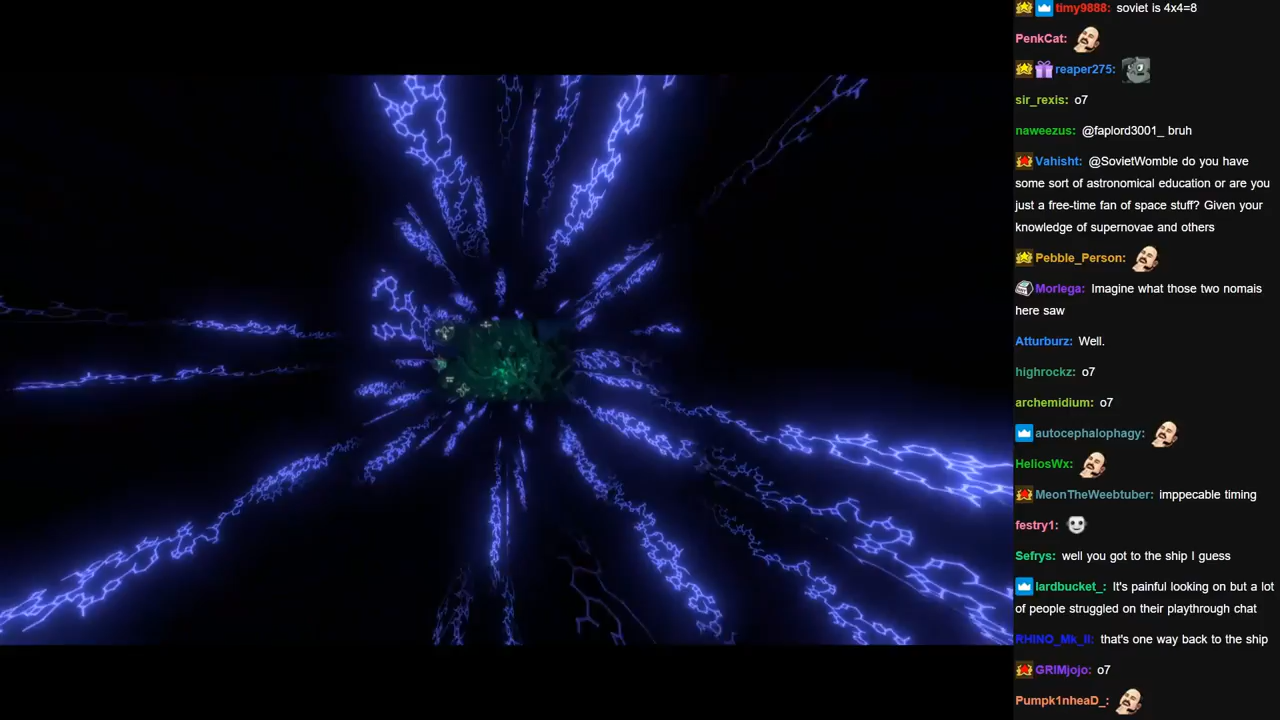 timy9888: soviet is 4x4=8
PenkCat:
reaper275:
sir_rexis: o7
naweezus: @faplord3001_ bruh
Vahisht: @SovietWomble do you have
some sort of astronomical education or are you
just a free-time fan of space stuff? Given your
knowledge of supernovae and others
Pebble_Person:
Morlega: Imagine what those two nomais
here saw
Atturburz: Well.
highrockz: o7
archemidium: o7
autocephalophagy:
HeliosWx:
MeonTheWeebtuber: imppecable timing
festry1:
Sefrys: well you got to the ship I guess
lardbucket_: It's painful looking on but a lot
of people struggled on their playthrough chat
RHINO_Mk_II: that's one way back to the ship
GRIMjojo: o7
Pumpk1nheaD_: